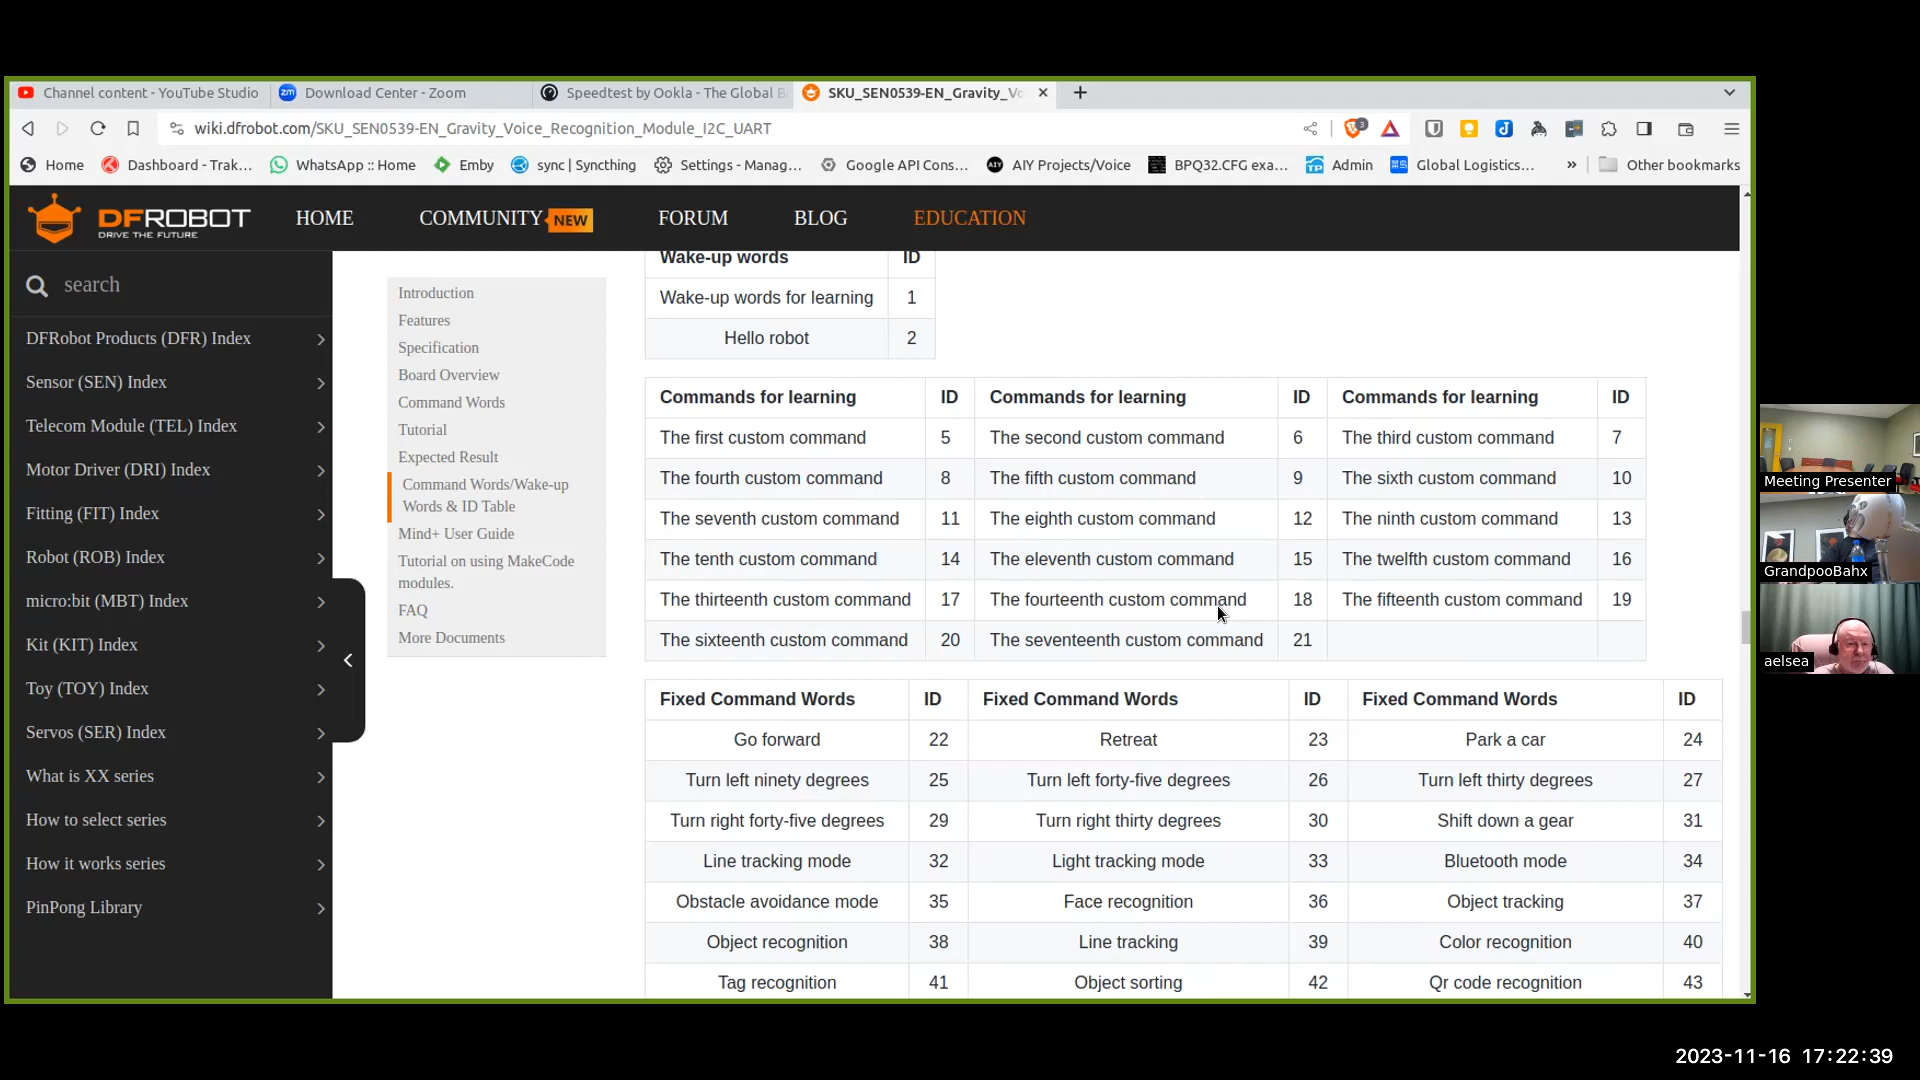 Channel content - YouTube Studio
Download Center - Zoom
Speedtest by Ookla - The Global B
SKU_SEN0539-EN_Gravity_Vo
wiki.dfrobot.com/SKU_SEN0539-EN_Gravity_Voice_Recognition_Module_I2C_UART
3
Home
Dashboard - Trak...
WhatsApp :: Home
Emby
sync | Syncthing
Settings - Manag...
Google API Cons...
AIY Projects/Voice
BPQ32.CFG exa...
Admin
Global Logistics...
»
Other bookmarks
DFROBOT
DRIVE THE FUTURE
HOME
COMMUNITY NEW
FORUM
BLOG
EDUCATION
search
DFRobot Products (DFR) Index
Sensor (SEN) Index
Telecom Module (TEL) Index
Motor Driver (DRI) Index
Fitting (FIT) Index
Robot (ROB) Index
micro:bit (MBT) Index
Kit (KIT) Index
Toy (TOY) Index
Servos (SER) Index
What is XX series
How to select series
How it works series
PinPong Library
Introduction
Features
Specification
Board Overview
Command Words
Tutorial
Expected Result
Command Words/Wake-up
Words & ID Table
Mind+ User Guide
Tutorial on using MakeCode
modules.
FAQ
More Documents
Wake-up words ID
Wake-up words for learning 1
Hello robot 2
Commands for learning ID Commands for learning ID Commands for learning ID
The first custom command 5 The second custom command 6 The third custom command 7
The fourth custom command 8 The fifth custom command 9 The sixth custom command 10
The seventh custom command 11 The eighth custom command 12 The ninth custom command 13
The tenth custom command 14 The eleventh custom command 15 The twelfth custom command 16
The thirteenth custom command 17 The fourteenth custom command 18 The fifteenth custom command 19
The sixteenth custom command 20 The seventeenth custom command 21
Fixed Command Words ID Fixed Command Words ID Fixed Command Words ID
Go forward 22 Retreat 23 Park a car 24
Turn left ninety degrees 25 Turn left forty-five degrees 26 Turn left thirty degrees 27
Turn right forty-five degrees 29 Turn right thirty degrees 30 Shift down a gear 31
Line tracking mode 32 Light tracking mode 33 Bluetooth mode 34
Obstacle avoidance mode 35 Face recognition 36 Object tracking 37
Object recognition 38 Line tracking 39 Color recognition 40
Tag recognition 41 Object sorting 42 Qr code recognition 43
Meeting Presenter
GrandpooBahx
aelsea
2023-11-16 17:22:39